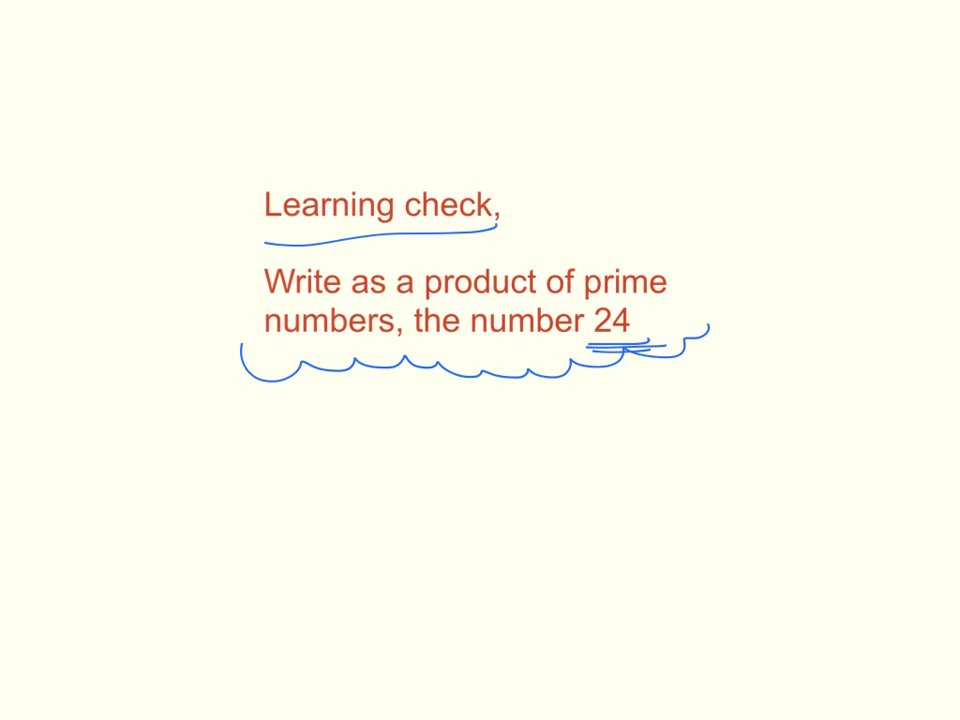 Learning check,
Write as a product of prime
numbers, the number 24